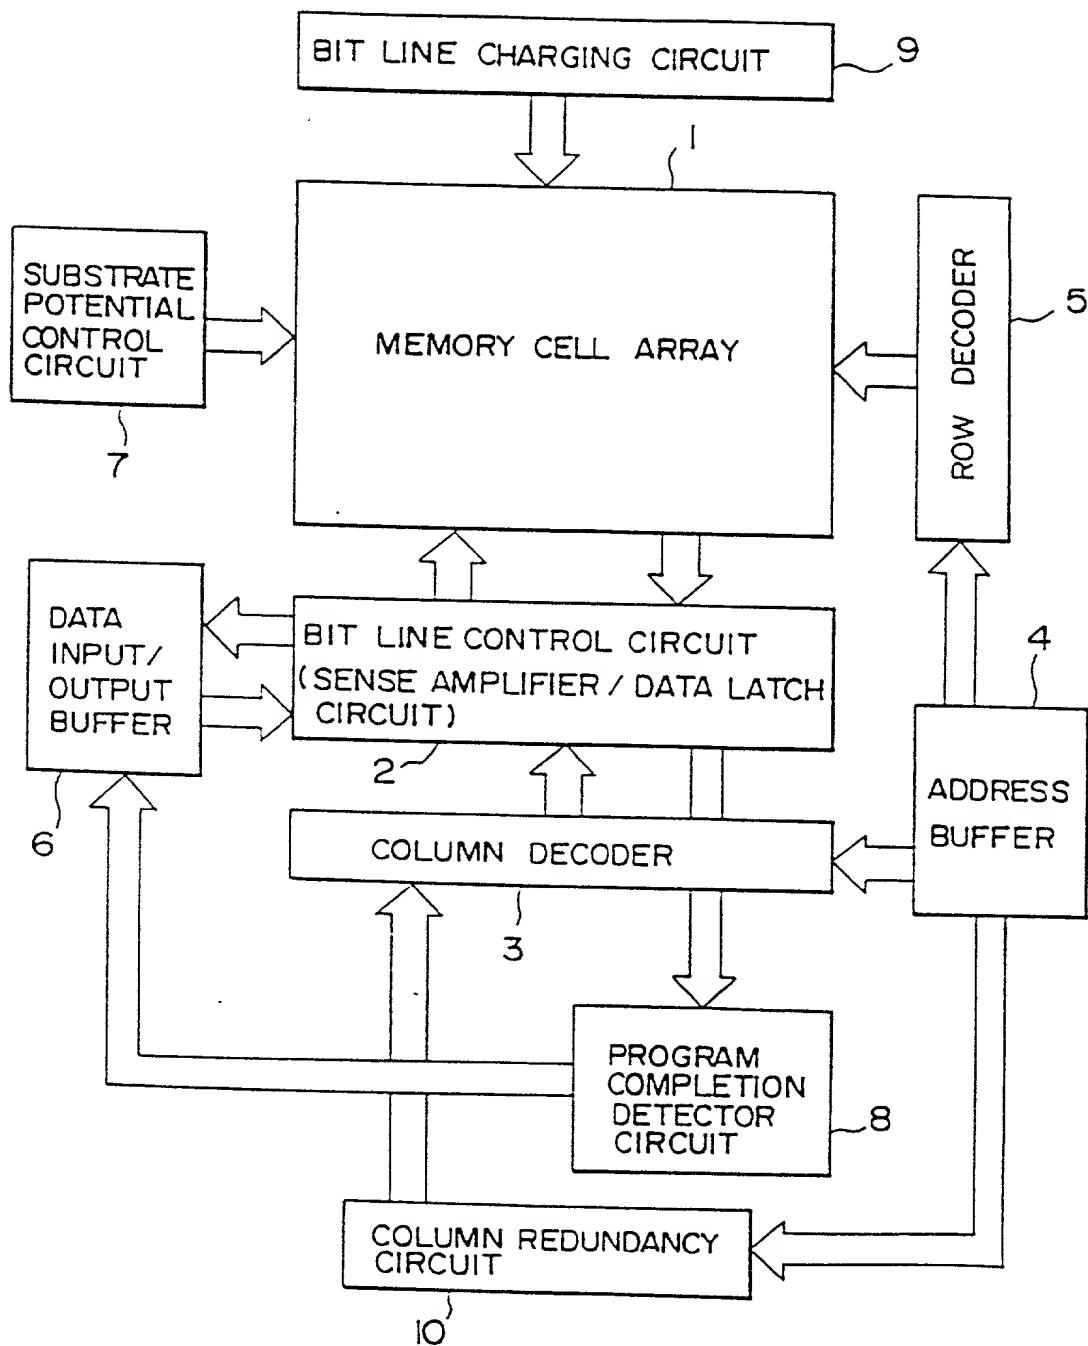 BIT LINE CHARGING CIRCUIT
9
1
SUBSTRATE
POTENTIAL
CONTROL
CIRCUIT
7
MEMORY CELL ARRAY
ROW DECODER
5
DATA
INPUT/
OUTPUT
BUFFER
6
BIT LINE CONTROL CIRCUIT
(SENSE AMPLIFIER / DATA LATCH
CIRCUIT)
2
4
ADDRESS
BUFFER
COLUMN DECODER
3
PROGRAM
COMPLETION
DETECTOR
CIRCUIT
8
COLUMN REDUNDANCY
CIRCUIT
10